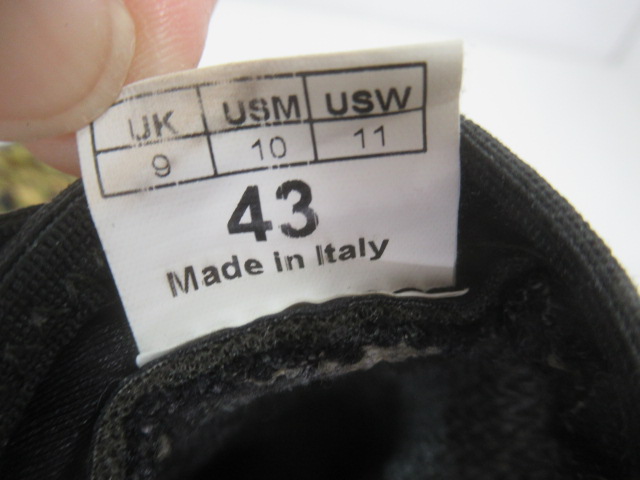 UK USM USW
9 10 11
43
Made in Italy